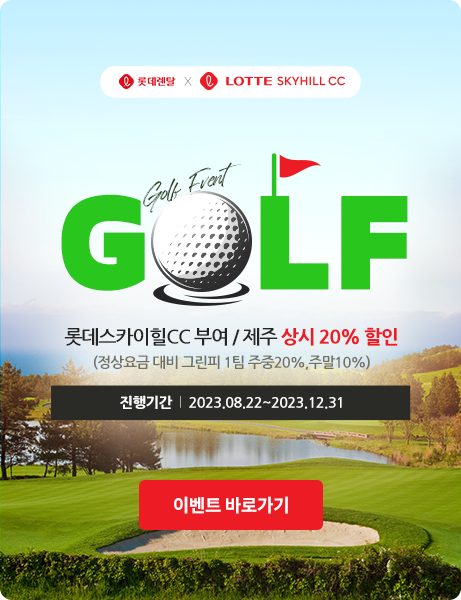 롯데렌탈 X LOTTE SKYHILL CC
Golf Event
GOLF
롯데스카이힐CC 부여 / 제주 상시 20% 할인
(정상요금 대비 그린피 1팀 주중20%,주말10%)
진행기간 | 2023.08.22~2023.12.31
이벤트 바로가기